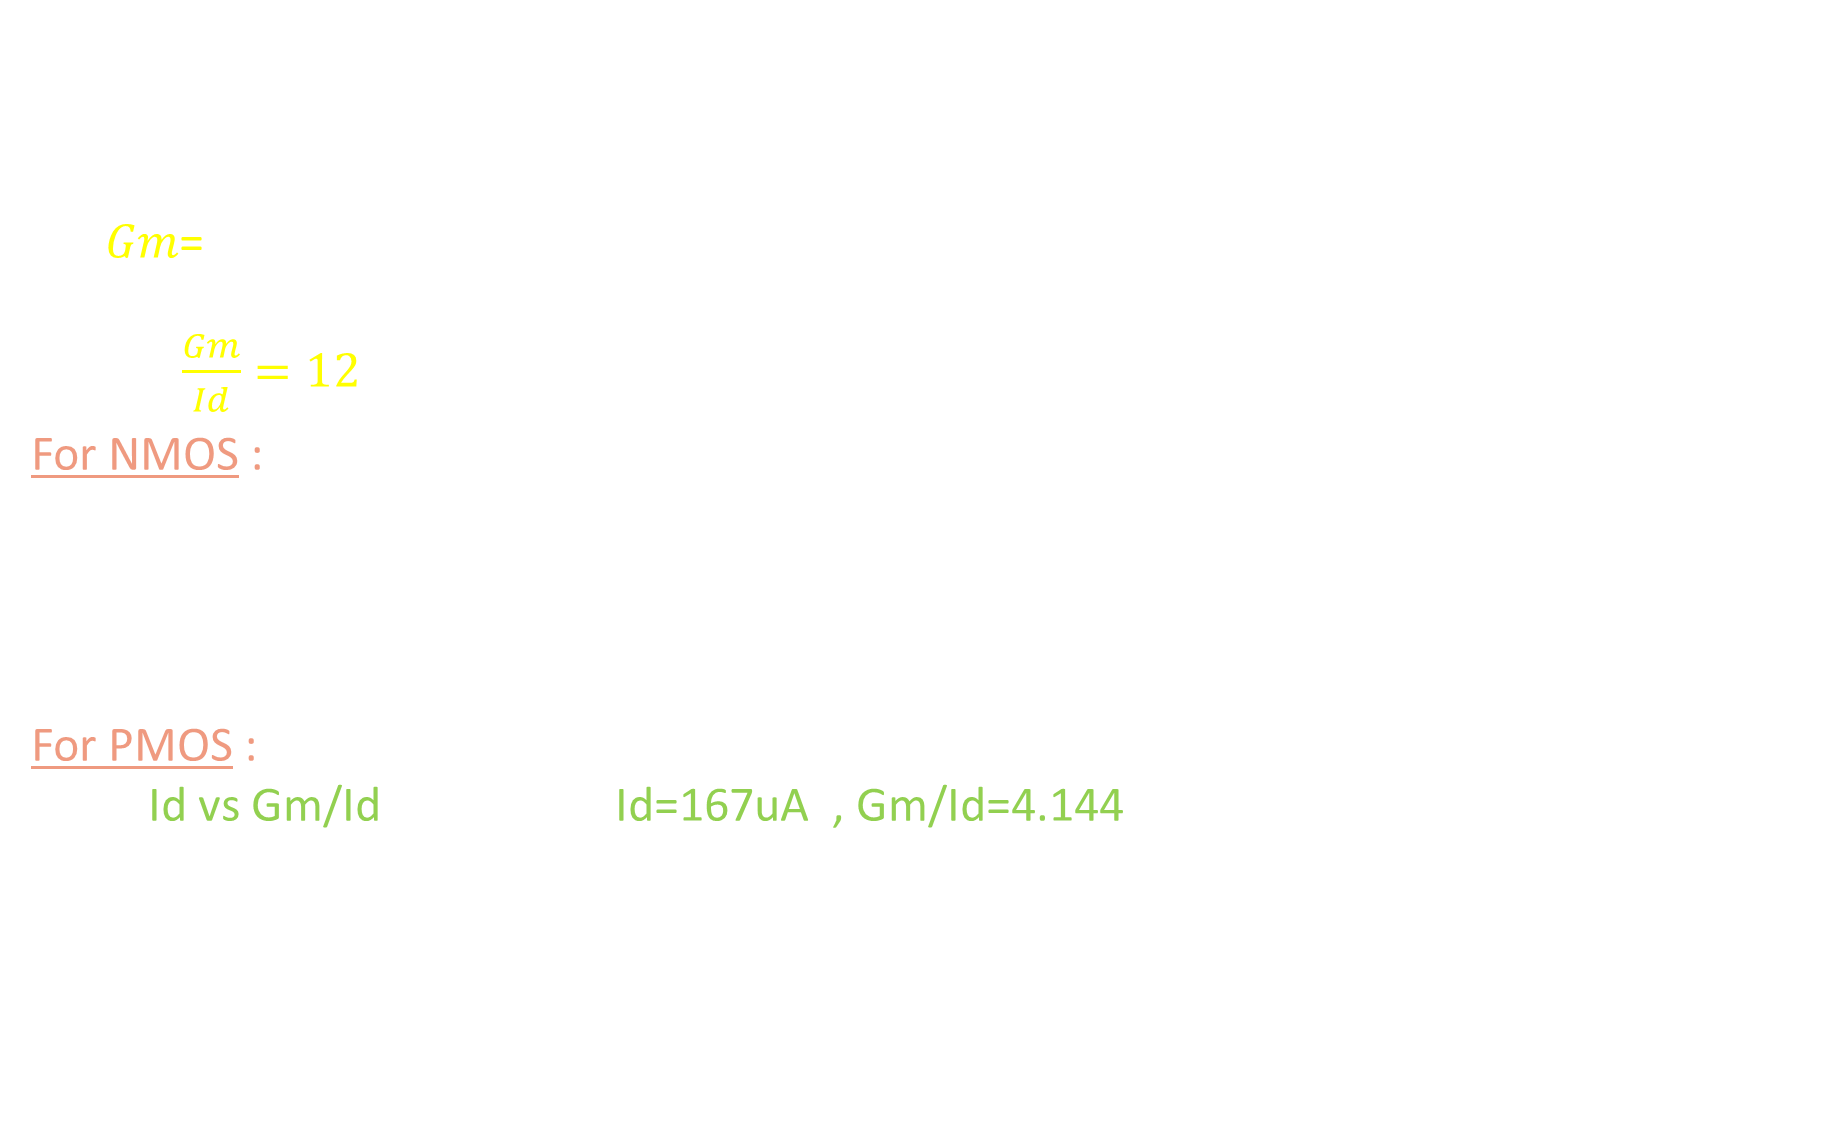 Gm=
Gm/Id = 12
For NMOS :
For PMOS :
Id vs Gm/Id Id=167uA , Gm/Id=4.144